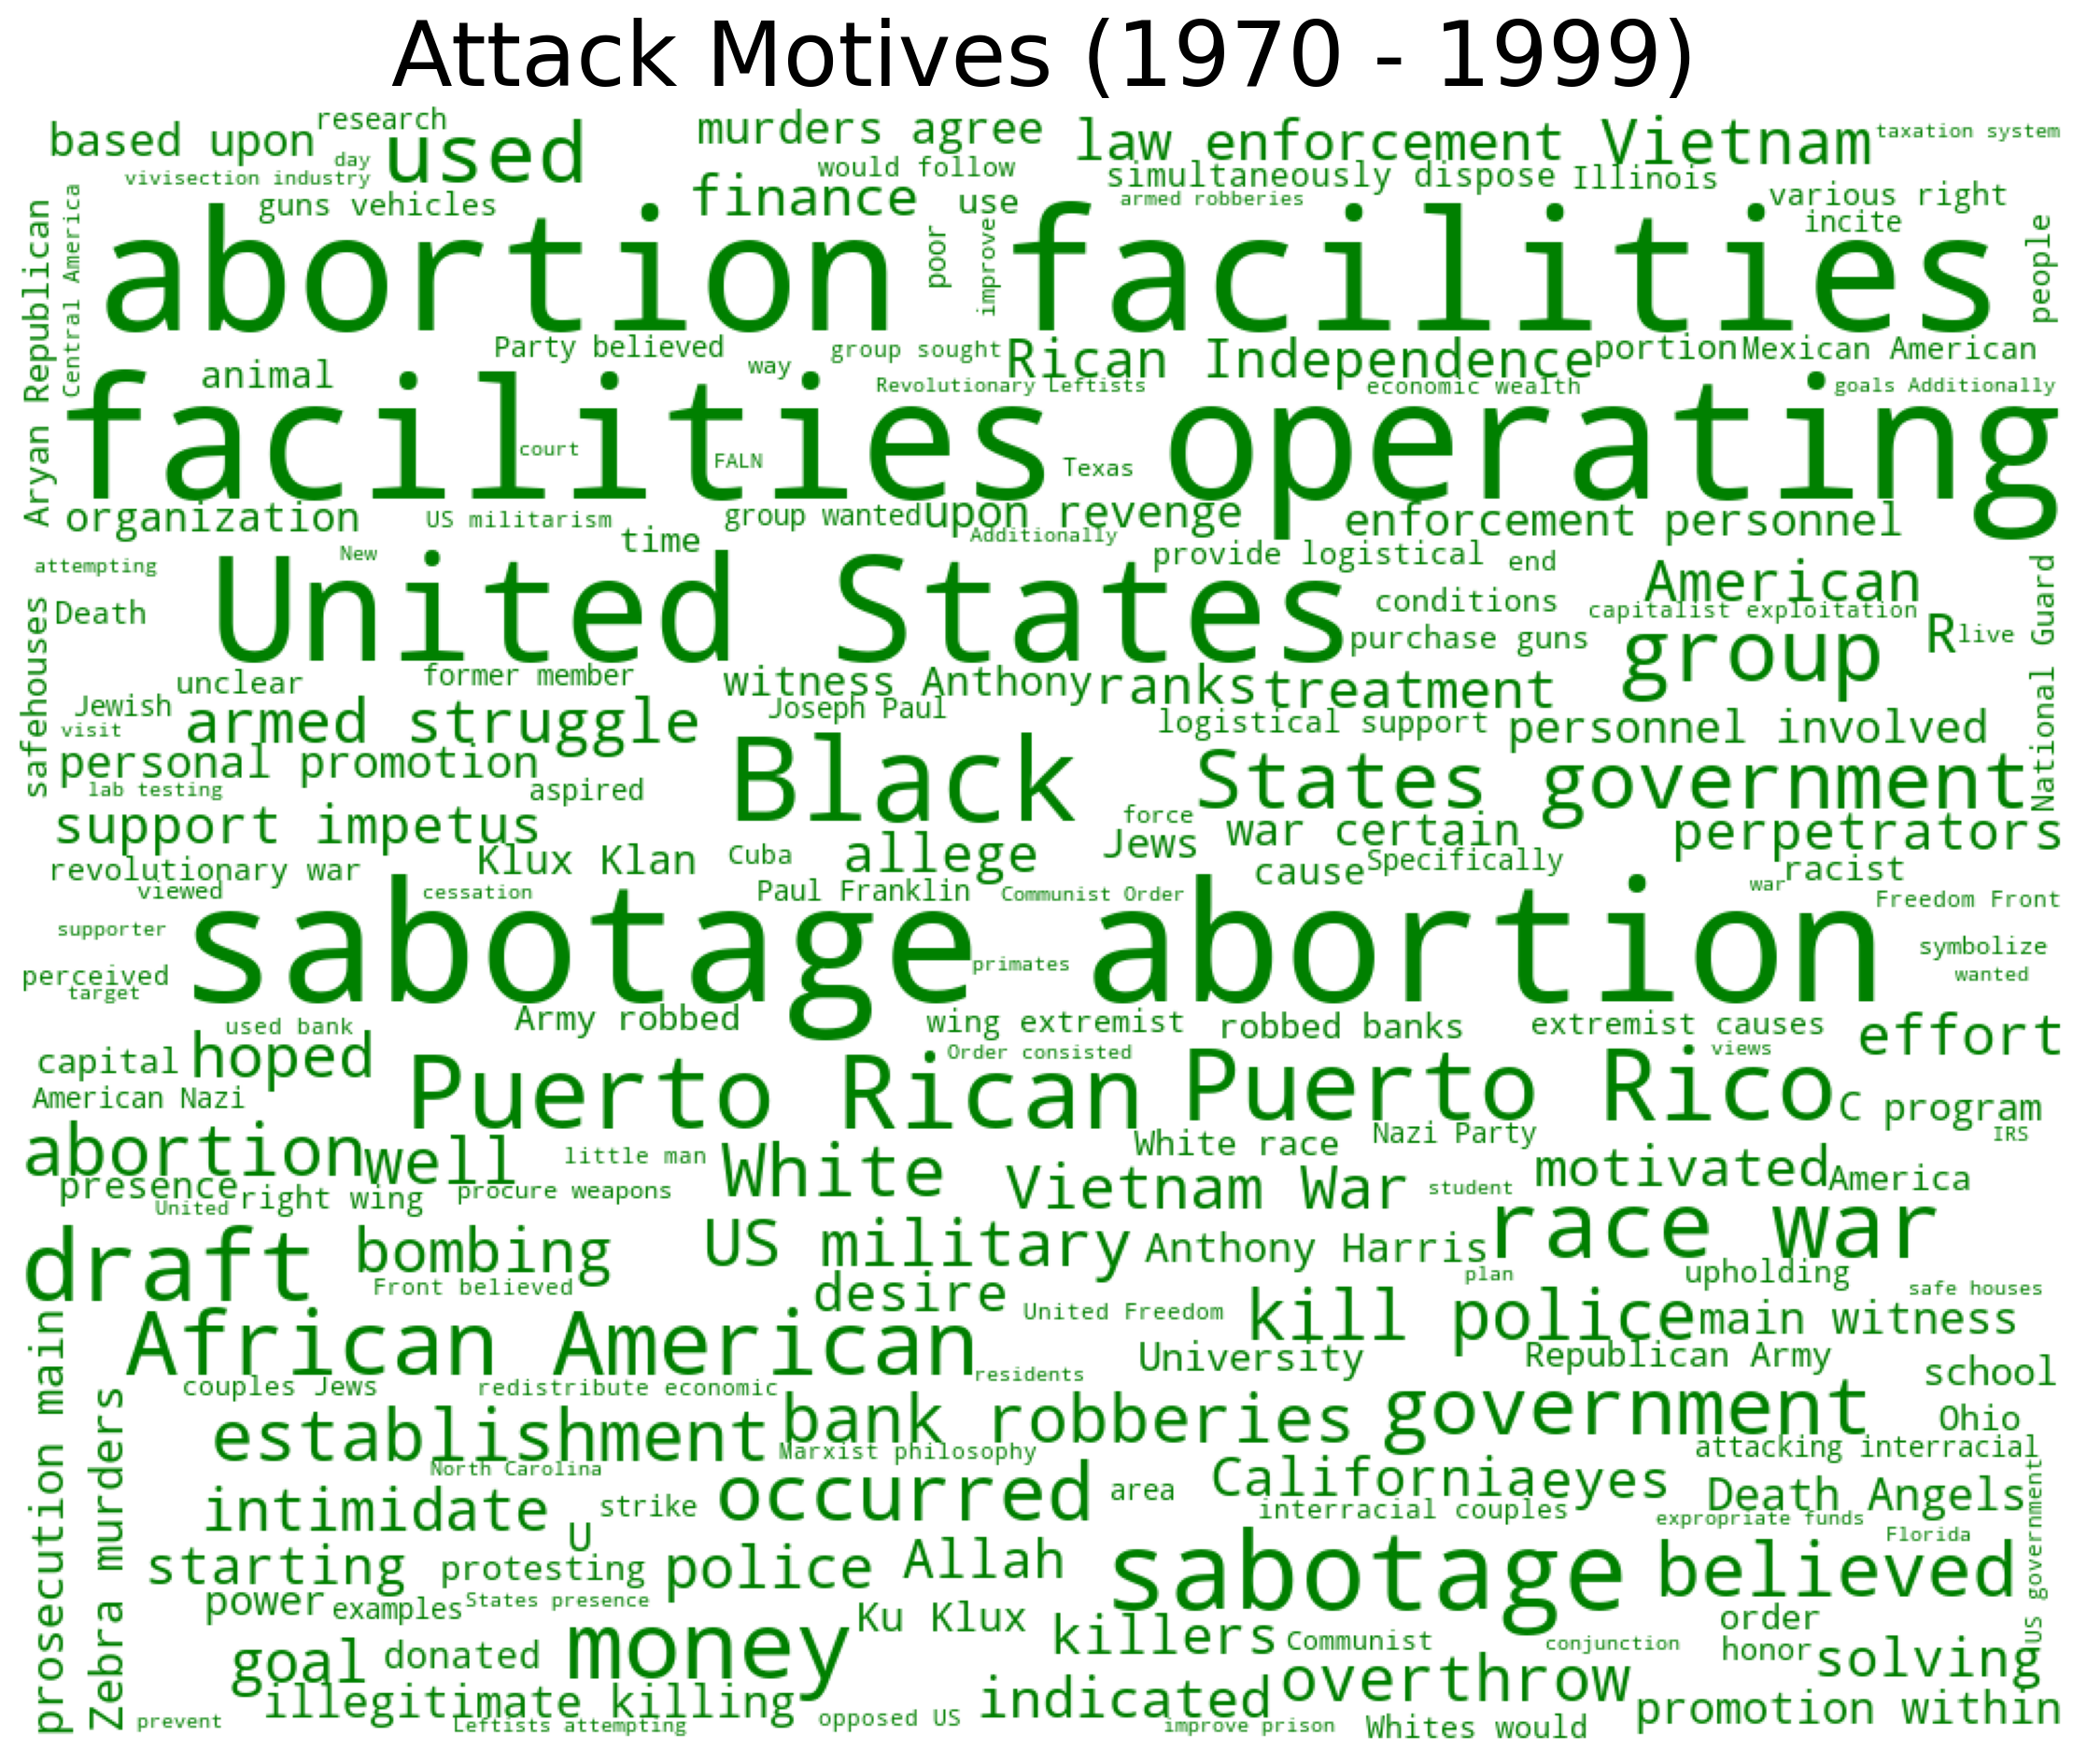 Attack Motives (1970 - 1999)
based upon
research
day
used
vivisection industry
guns vehicles
murders agree
would follow
finance
use
law enforcement
Vietnam
taxation system
simultaneously dispose
Illinois
armed robberies
various right
incite
people
Aryan Republican
Central America
abortion facilities
poor
improve
animal
Party believed
way
group sought
Rican Independence
portion
Mexican American
Revolutionary Leftists
economic wealth
goals Additionally
facilities operating
court
FALN
Texas
organization
US militarism
time
group wanted
upon revenge
Additionally
enforcement personnel
attempting
New
United States
provide logistical
end
American
National Guard
safehouses
Death
conditions
capitalist exploitation
purchase guns
group
R
live
unclear
former member
witness Anthony
ranks
treatment
Jewish
visit
armed struggle
Joseph Paul
logistical support
personnel involved
personal promotion
lab testing
aspired
Black
States government
support impetus
force
Jews
war certain
perpetrators
revolutionary war
viewed
Klux Klan
Cuba
allege
cause
Specifically
racist
war
cessation
Paul Franklin
Communist Order
Freedom Front
supporter
sabotage abortion
symbolize
perceived
target
primates
wanted
used bank
Army robbed
wing extremist
robbed banks
extremist causes
effort
capital
hoped
Order consisted
views
American Nazi
Puerto Rican
Puerto Rico
C program
IRS
abortion
well
little man
White
White race
Nazi Party
motivated
America
presence
United
right wing
procure weapons
Vietnam War
student
draft
bombing
US military
Anthony Harris
race war
Front believed
plan
upholding
safe houses
desire
United Freedom
kill police
main witness
prosecution main
African American
residents
University
Republican Army
school
Zebra murders
couples Jews
redistribute economic
establishment
bank robberies
government
Ohio
Marxist philosophy
attacking interracial
North Carolina
intimidate
strike
occurred
area
California
eyes
Death Angels
interracial couples
expropriate funds
Florida
US government
U
starting
protesting
police
Allah
sabotage
believed
power
examples
States presence
Ku Klux
order
goal
donated
money
killers
Communist
conjunction
honor
solving
illegitimate killing
indicated
overthrow
promotion within
prevent
Leftists attempting
opposed US
improve prison
Whites would